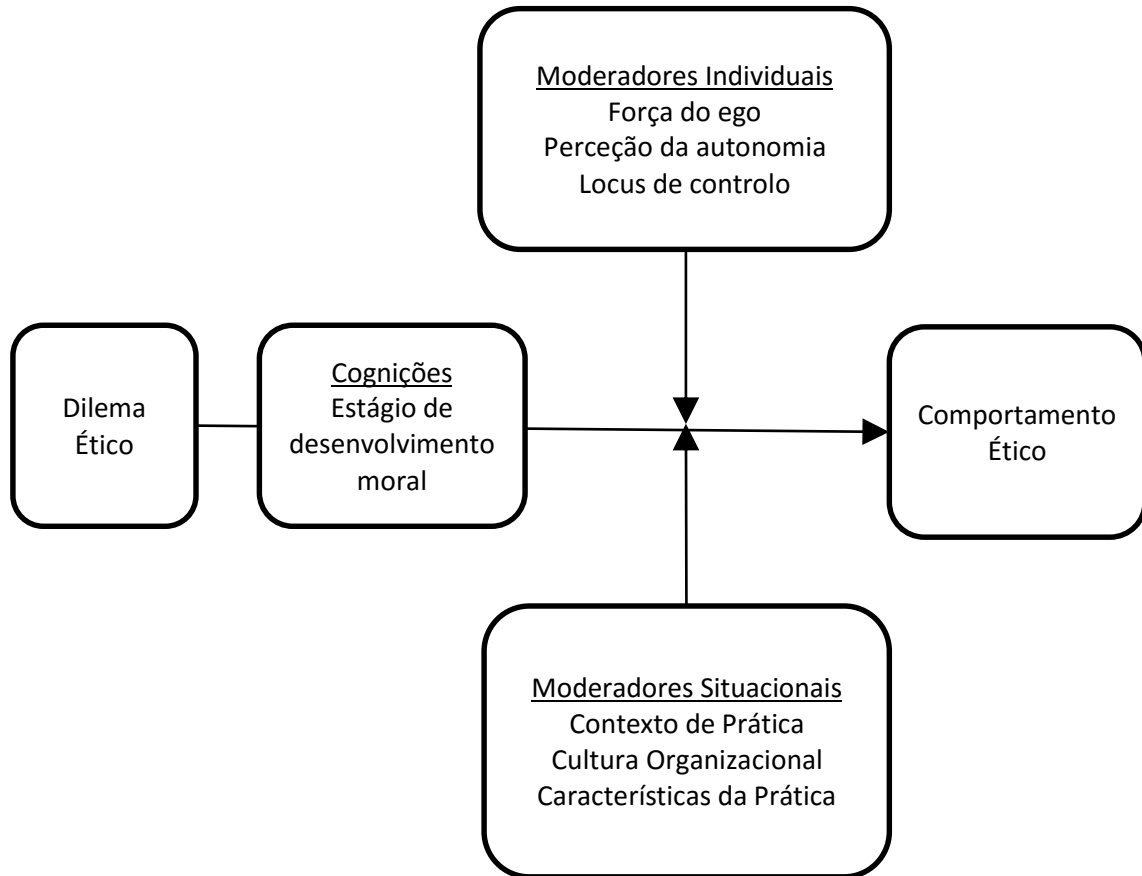 Moderadores Individuais
Força do ego
Perceção da autonomia
Locus de controlo
Dilema
Ético
Cognições
Estágio de
desenvolvimento
moral
Comportamento
Ético
Moderadores Situacionais
Contexto de Prática
Cultura Organizacional
Características da Prática